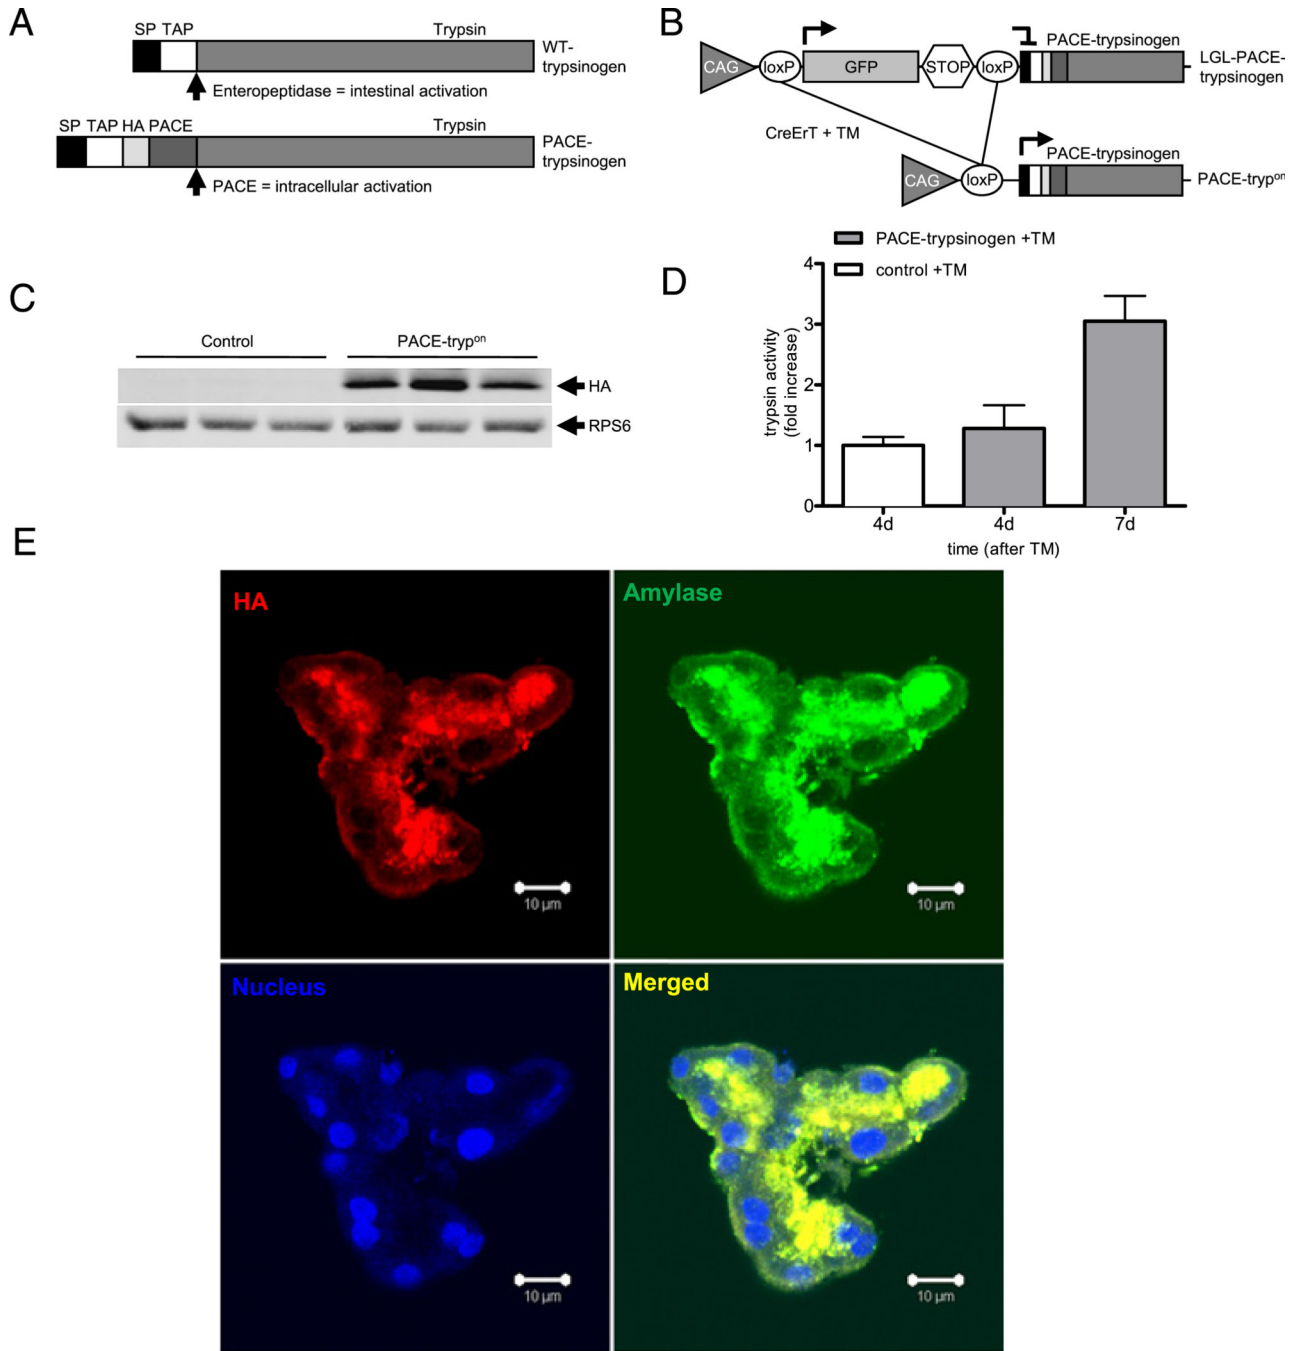 A
SP TAP Trypsin
WT-
trypsinogen
Enteropeptidase = intestinal activation
SP TAP HA PACE Trypsin
PACE-
trypsinogen
PACE = intracellular activation
B
PACE-trypsinogen
CAG loxP GFP STOP loxP
LGL-PACE-
trypsinogen
CreErT + TM
PACE-trypsinogen
CAG loxP
PACE-trypᵒⁿ
C
Control PACE-trypᵒⁿ
HA
RPS6
D
PACE-trypsinogen +TM
control +TM
trypsin activity
(fold increase)
4
3
2
1
0
4d 4d 7d
time (after TM)
E
HA
10 µm
Amylase
10 µm
Nucleus
10 µm
Merged
10 µm